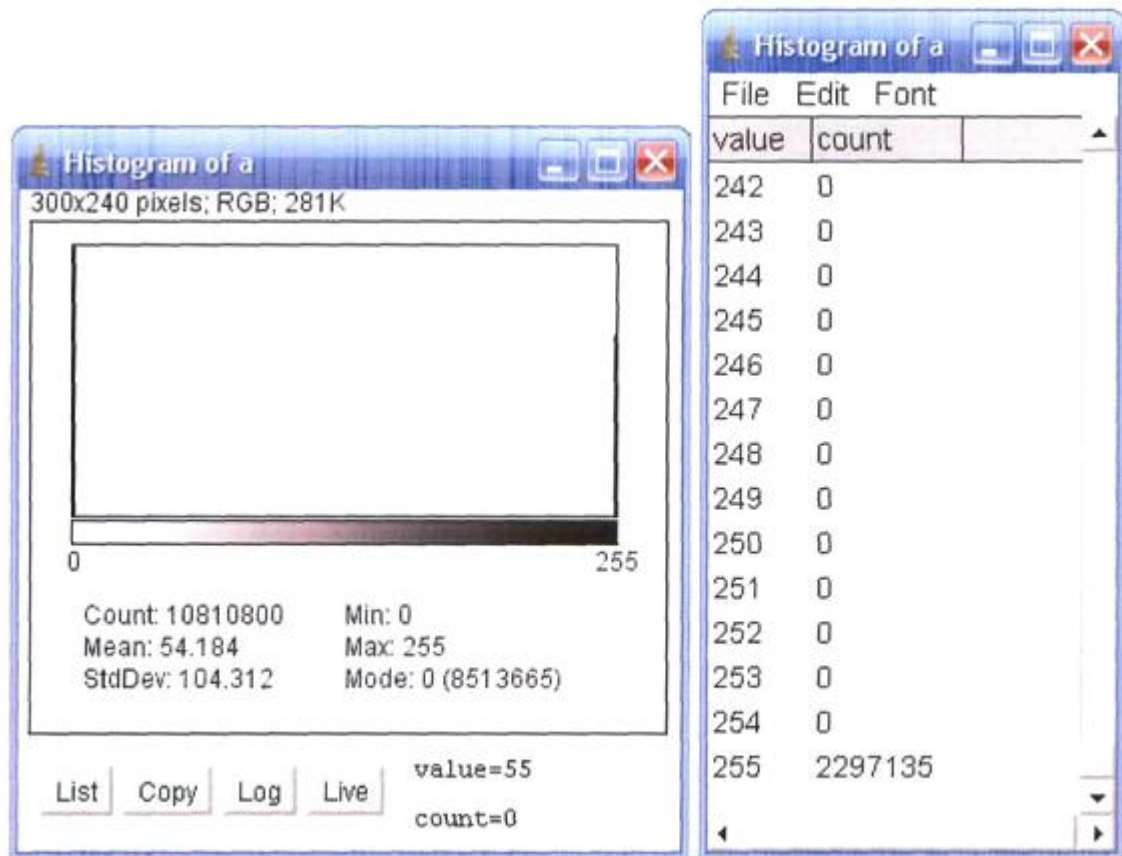 Histogram of a
300x240 pixels; RGB; 281K
0 255
Count: 10810800 Min: 0
Mean: 54.184 Max: 255
StdDev: 104.312 Mode: 0 (8513665)
List Copy Log Live
value=55
count=0
Histogram of a
File Edit Font
value count
242 0
243 0
244 0
245 0
246 0
247 0
248 0
249 0
250 0
251 0
252 0
253 0
254 0
255 2297135